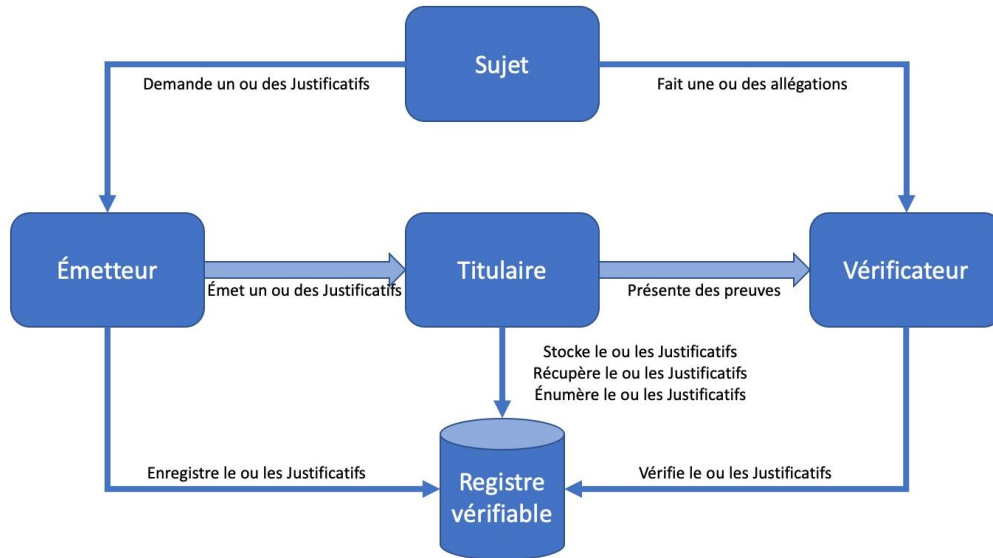 Sujet
Demande un ou des Justificatifs
Fait une ou des allégations
Émetteur
Titulaire
Vérificateur
Émet un ou des Justificatifs
Présente des preuves
Stocke le ou les Justificatifs
Récupère le ou les Justificatifs
Énumère le ou les Justificatifs
Enregistre le ou les Justificatifs
Registre
vérifiable
Vérifie le ou les Justificatifs